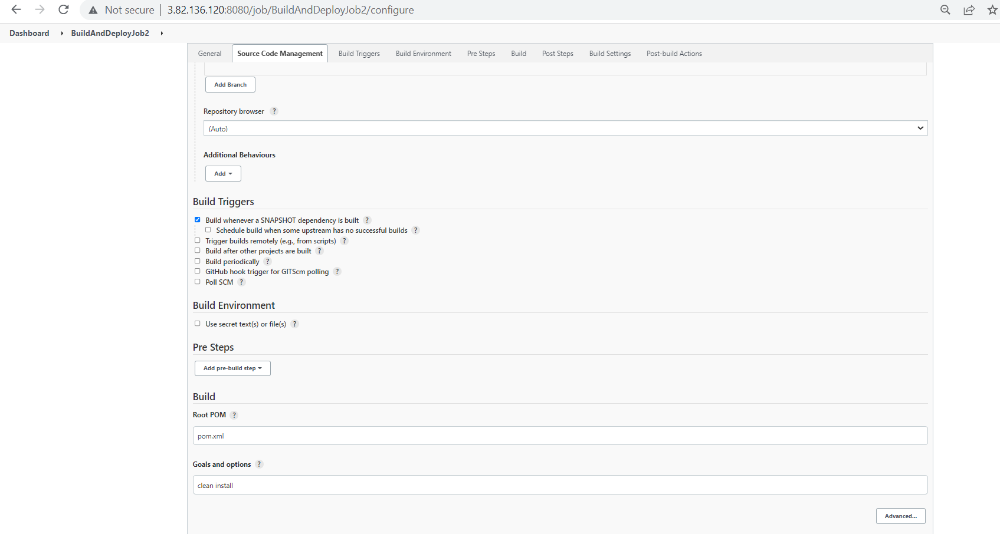 Not secure | 3.82.136.120:8080/job/BuildAndDeployJob2/configure
Dashboard BuildAndDeployJob2
General Source Code Management Build Triggers Build Environment Pre Steps Build Post Steps Build Settings Post-build Actions
Add Branch
Repository browser ?
(Auto)
Additional Behaviours
Add
Build Triggers
Build whenever a SNAPSHOT dependency is built ?
Schedule build when some upstream has no successful builds ?
Trigger builds remotely (e.g., from scripts) ?
Build after other projects are built ?
Build periodically ?
GitHub hook trigger for GITScm polling ?
Poll SCM ?
Build Environment
Use secret text(s) or file(s) ?
Pre Steps
Add pre-build step
Build
Root POM ?
pom.xml
Goals and options ?
clean install
Advanced...